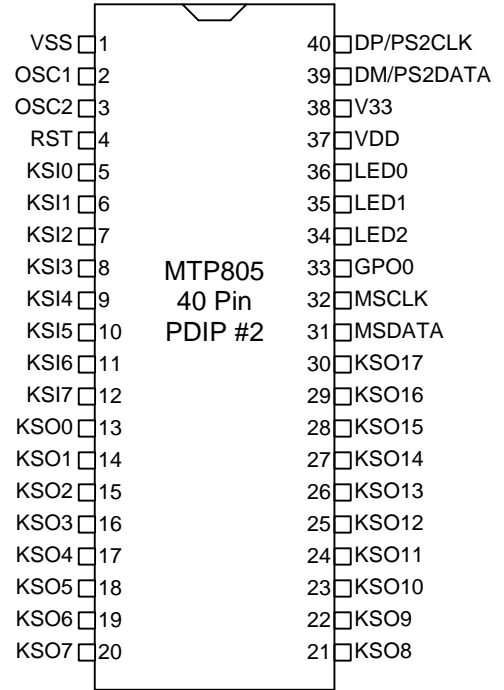 VSS 1 40 DP/PS2CLK
OSC1 2 39 DM/PS2DATA
OSC2 3 38 V33
RST 4 37 VDD
KSI0 5 36 LED0
KSI1 6 35 LED1
KSI2 7 34 LED2
KSI3 8 MTP805 33 GPO0
KSI4 9 40 Pin 32 MSCLK
KSI5 10 PDIP #2 31 MSDATA
KSI6 11 30 KSO17
KSI7 12 29 KSO16
KSO0 13 28 KSO15
KSO1 14 27 KSO14
KSO2 15 26 KSO13
KSO3 16 25 KSO12
KSO4 17 24 KSO11
KSO5 18 23 KSO10
KSO6 19 22 KSO9
KSO7 20 21 KSO8